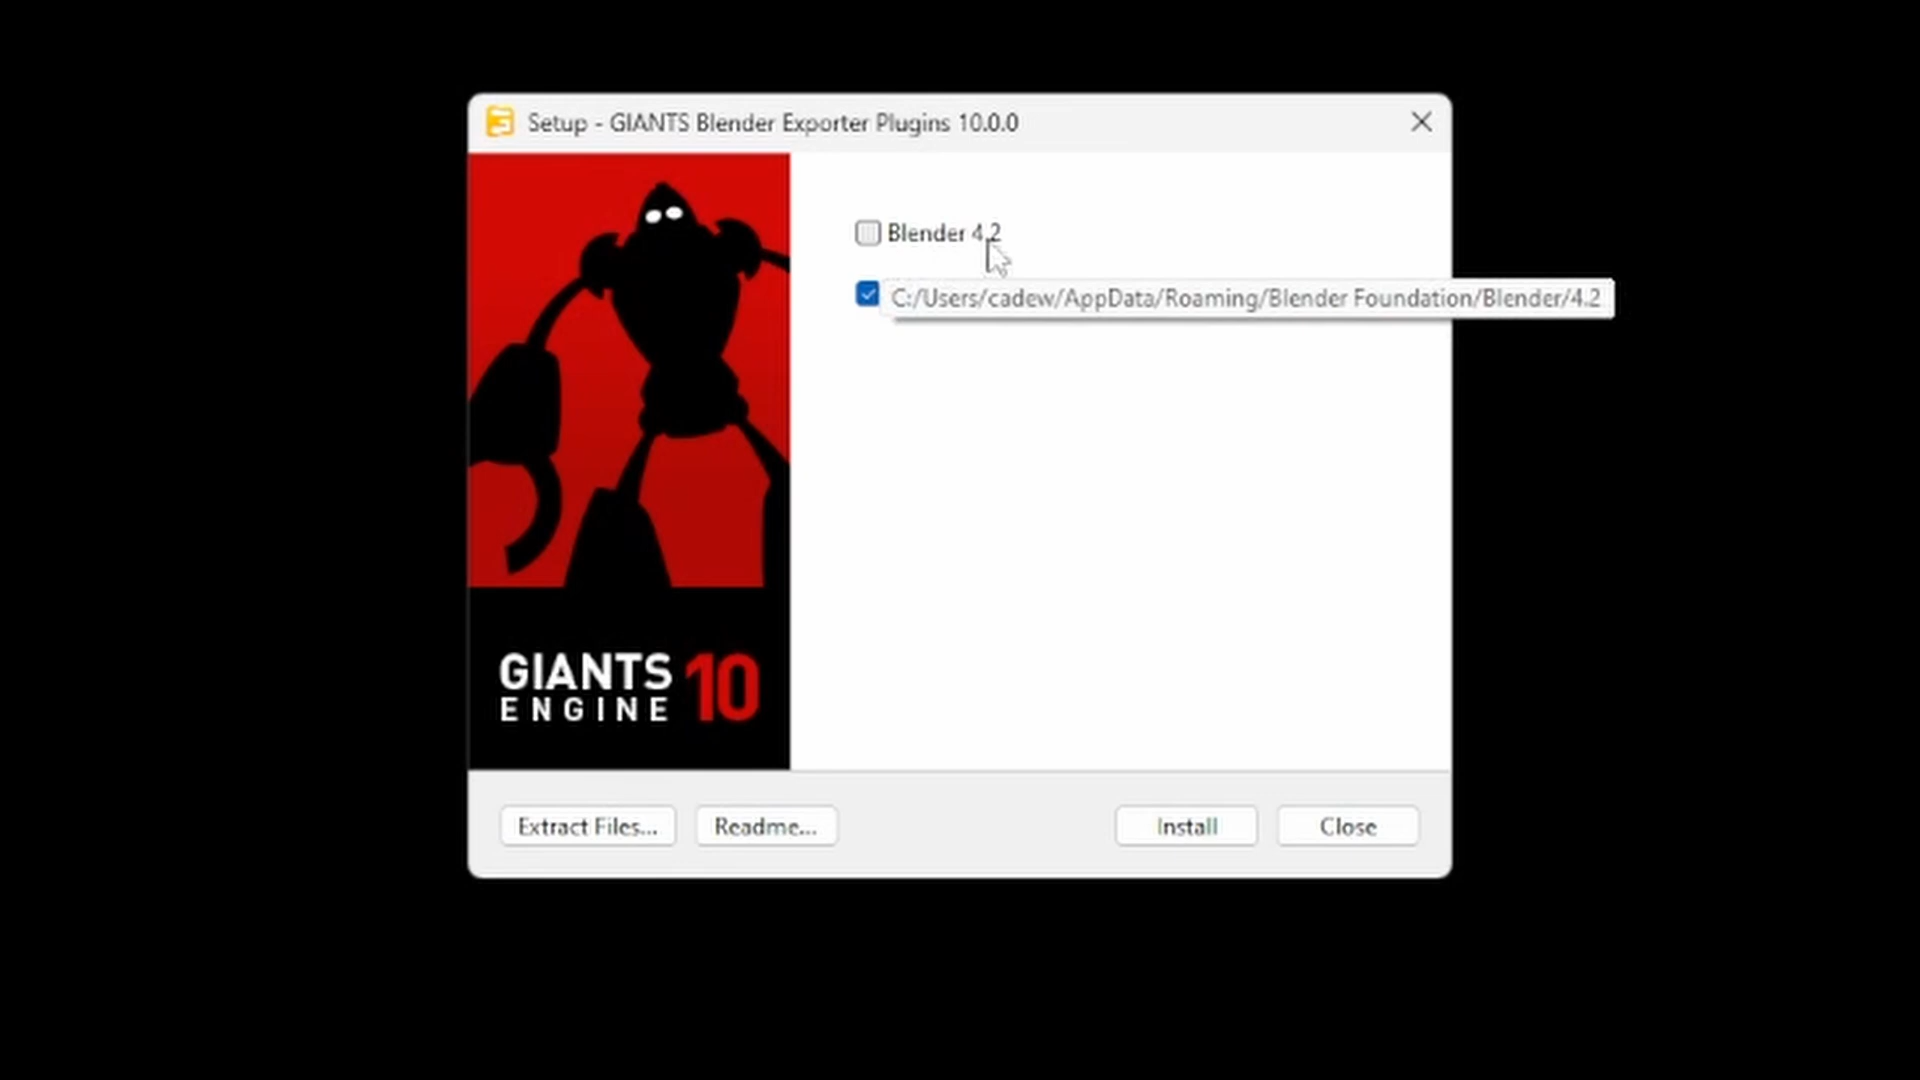 Setup - GIANTS Blender Exporter Plugins 10.0.0
Blender 4.2
C:/Users/cadew/AppData/Roaming/Blender Foundation/Blender/4.2
GIANTS 10
ENGINE
Extract Files...
Readme...
Install
Close